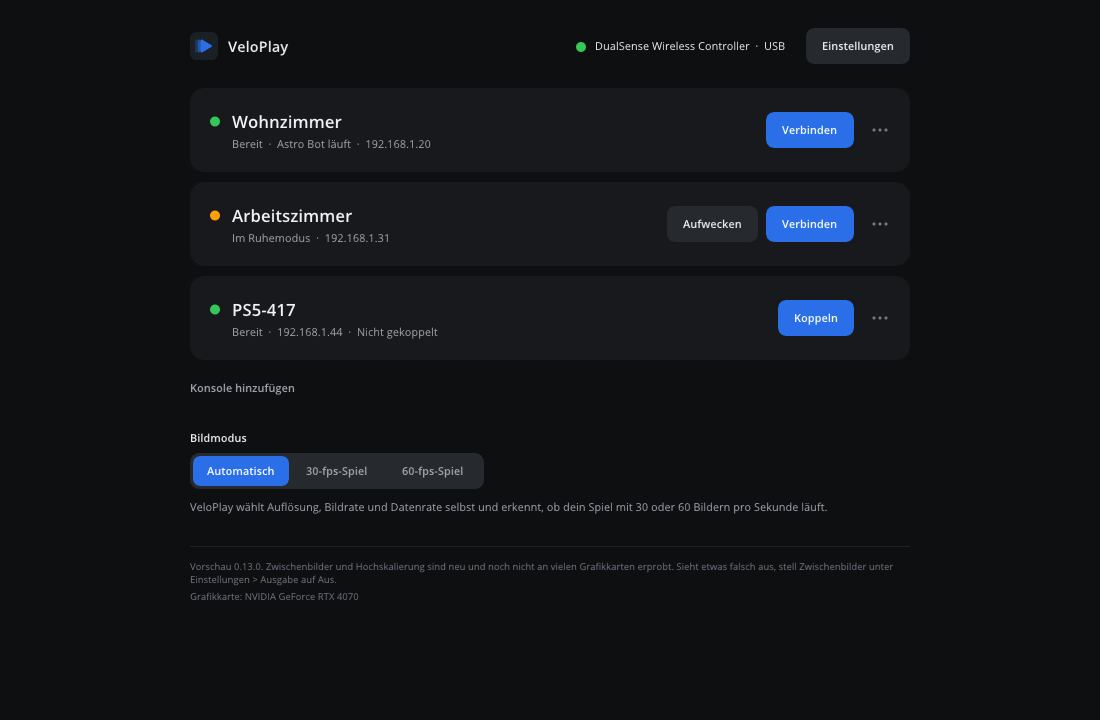 VeloPlay
DualSense Wireless Controller · USB
Einstellungen
Wohnzimmer
Bereit · Astro Bot läuft · 192.168.1.20
Verbinden
Arbeitszimmer
Im Ruhemodus · 192.168.1.31
Aufwecken
Verbinden
PS5-417
Bereit · 192.168.1.44 · Nicht gekoppelt
Koppeln
Konsole hinzufügen
Bildmodus
Automatisch
30-fps-Spiel
60-fps-Spiel
VeloPlay wählt Auflösung, Bildrate und Datenrate selbst und erkennt, ob dein Spiel mit 30 oder 60 Bildern pro Sekunde läuft.
Vorschau 0.13.0. Zwischenbilder und Hochskalierung sind neu und noch nicht an vielen Grafikkarten erprobt. Sieht etwas falsch aus, stell Zwischenbilder unter
Einstellungen > Ausgabe auf Aus.
Grafikkarte: NVIDIA GeForce RTX 4070